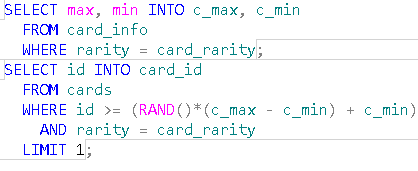 SELECT max, min INTO c_max, c_min
FROM card_info
WHERE rarity = card_rarity;
SELECT id INTO card_id
FROM cards
WHERE id >= (RAND()*(c_max - c_min) + c_min)
AND rarity = card_rarity
LIMIT 1;